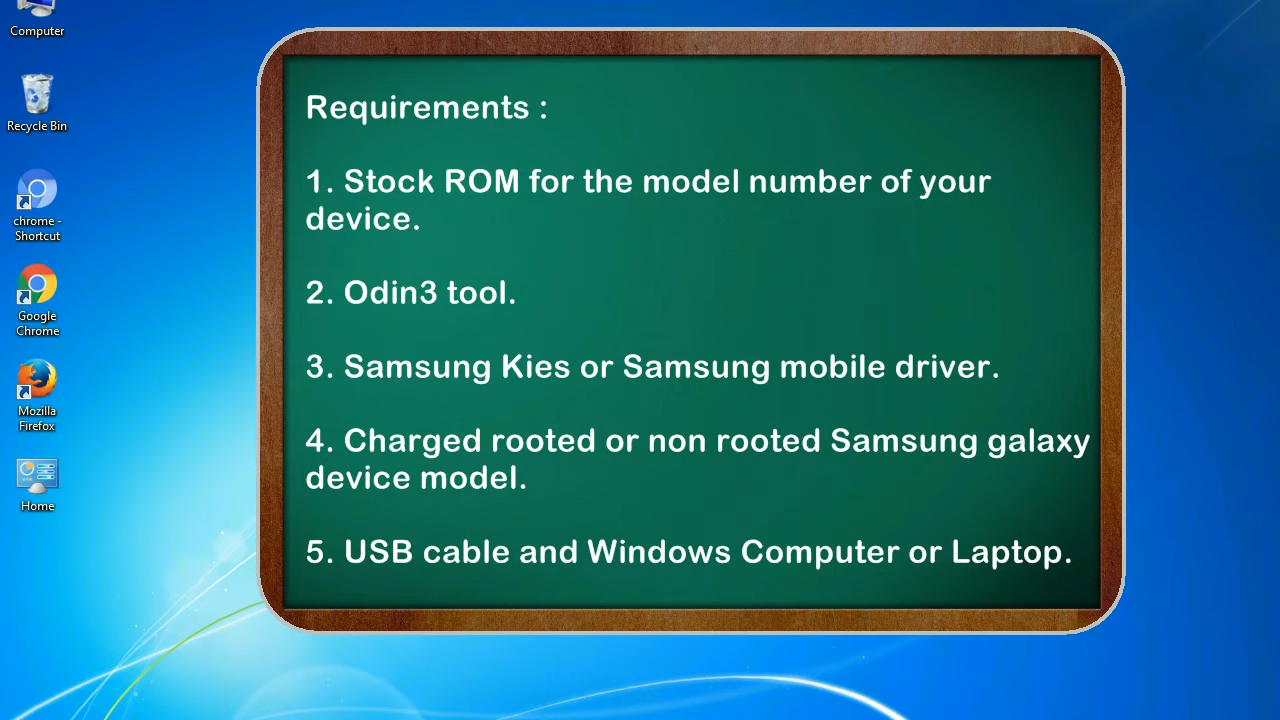 Computer
Recycle Bin
chrome -
Shortcut
Google
Chrome
Mozilla
Firefox
Home
Requirements :
1. Stock ROM for the model number of your
device.
2. Odin3 tool.
3. Samsung Kies or Samsung mobile driver.
4. Charged rooted or non rooted Samsung galaxy
device model.
5. USB cable and Windows Computer or Laptop.